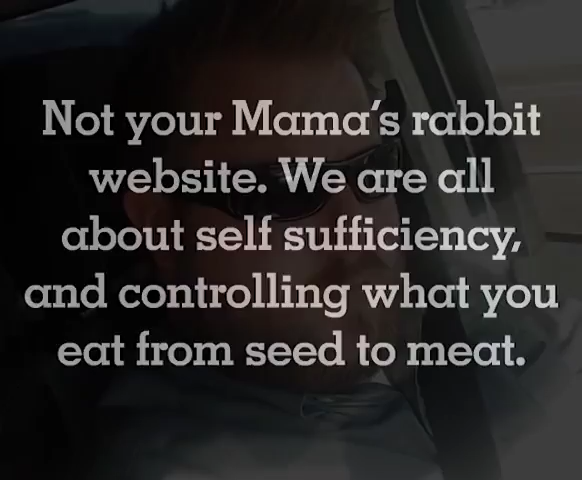 Not your Mama's rabbit
website. We are all
about self sufficiency,
and controlling what you
eat from seed to meat.